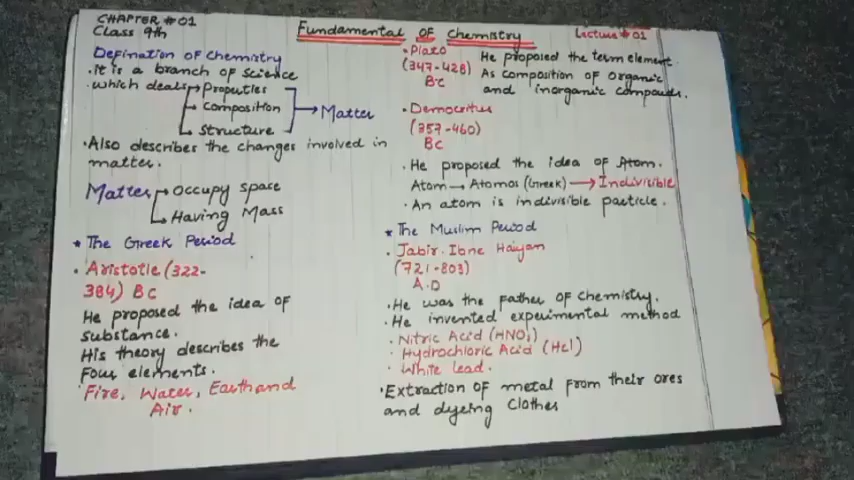 CHAPTER # 01
Class 9th
Fundamental OF Chemistry
Lecture # 01
Defination of Chemistry
• It is a branch of science
• which deals → Properties
→ Composition
→ Structure
→ Matter
• Also describes the changes involved in
matter.
Matter → Occupy space
→ Having Mass
* The Greek Period
• Aristotle (322-
384) BC
He proposed the idea of
substance.
His theory describes the
Four elements.
Fire, Water, Earth and
Air.
• Plato
(347-428)
BC
He proposed the term element
As composition of organic
and inorganic compounds.
• Democritus
(357-460)
BC
• He proposed the idea of Atom.
Atom → Atomos (Greek) → Indivisible
• An atom is indivisible particle.
* The Muslim Period
• Jabir. Ibne Haiyan
(721-803)
A.D
• He was the father of Chemistry.
• He invented experimental method
• Nitric Acid (HNO3)
• Hydrochloric Acid (Hcl)
• White lead.
• Extraction of metal from their ores
and dyeing Clothes